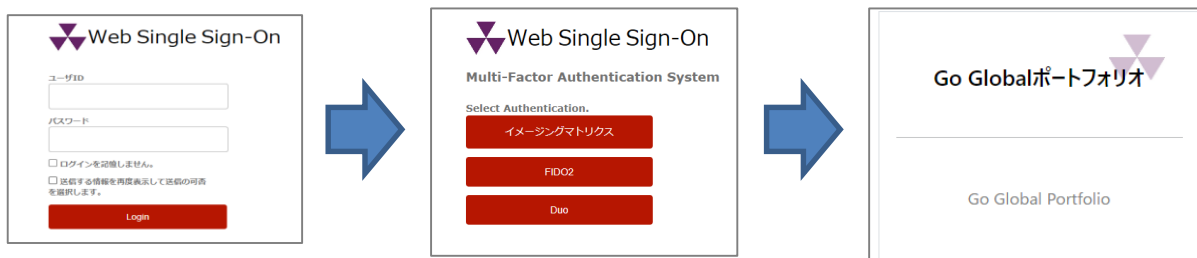 Web Single Sign-On
ユーザID
パスワード
ログインを記憶しません。
送信する情報を再度表示して送信の可否
を選択します。
Login
Web Single Sign-On
Multi-Factor Authentication System
Select Authentication.
イメージングマトリクス
FIDO2
Duo
Go Globalポートフォリオ
Go Global Portfolio